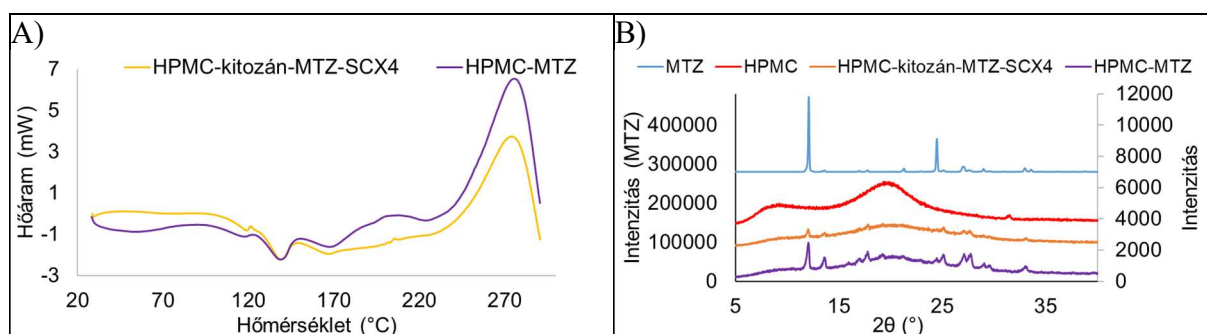 A)
HPMC-kitozán-MTZ-SCX4 HPMC-MTZ
7
5
3
1
-1
-3
Hőáram (mW)
20 70 120 170 220 270
Hőmérséklet (°C)
B)
MTZ HPMC HPMC-kitozán-MTZ-SCX4 HPMC-MTZ
400000
300000
200000
100000
0
Intenzitás (MTZ)
12000
10000
8000
6000
4000
2000
0
Intenzitás
5 15 25 35
2θ (°)